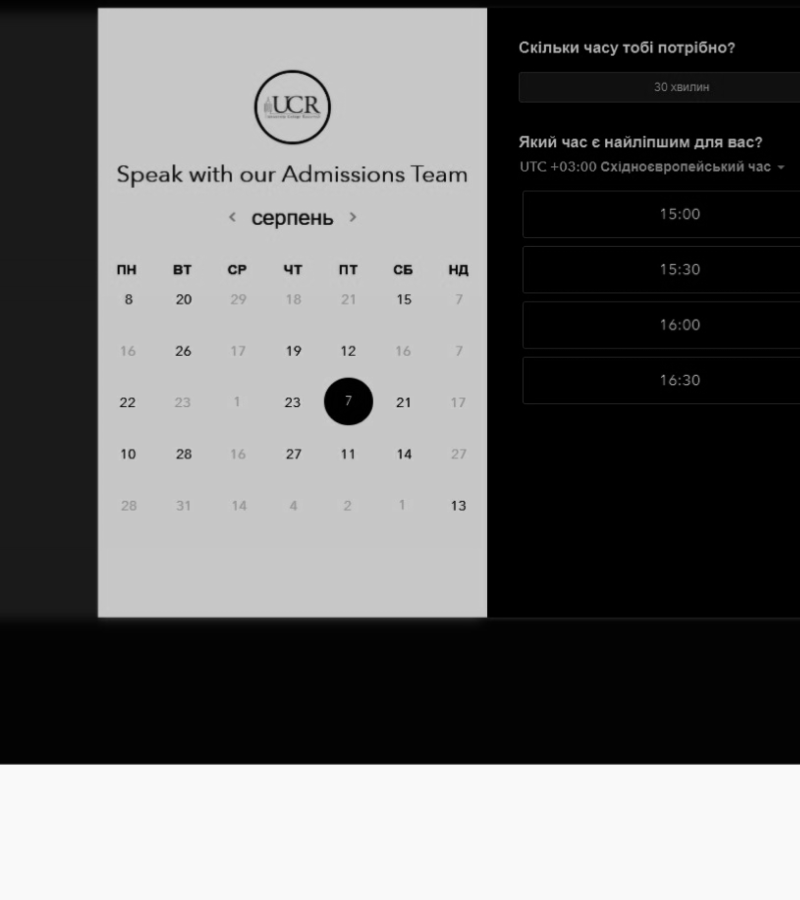 UCR
Speak with our Admissions Team
серпень
ПН ВТ СР ЧТ ПТ СБ НД
8 20 29 18 21 15 7
16 26 17 19 12 16 7
22 23 1 23 7 21 17
10 28 16 27 11 14 27
28 31 14 4 2 1 13
Скільки часу тобі потрібно?
30 хвилин
Який час є найліпшим для вас?
UTC +03:00 Східноєвропейський час
15:00
15:30
16:00
16:30